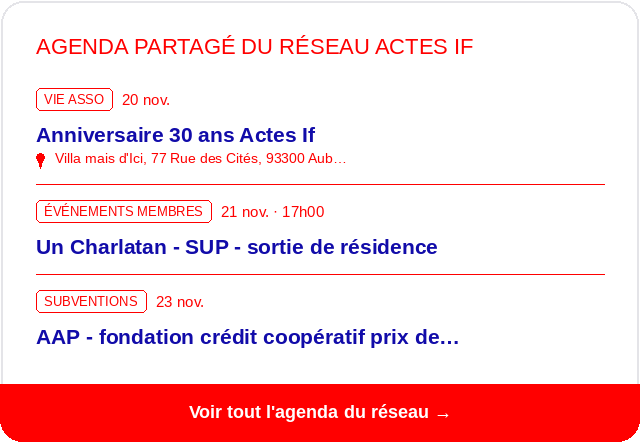 AGENDA PARTAGÉ DU RÉSEAU ACTES IF
VIE ASSO 20 nov.
Anniversaire 30 ans Actes If
Villa mais d'Ici, 77 Rue des Cités, 93300 Aub…
ÉVÉNEMENTS MEMBRES 21 nov. · 17h00
Un Charlatan - SUP - sortie de résidence
SUBVENTIONS 23 nov.
AAP - fondation crédit coopératif prix de…
Voir tout l'agenda du réseau →